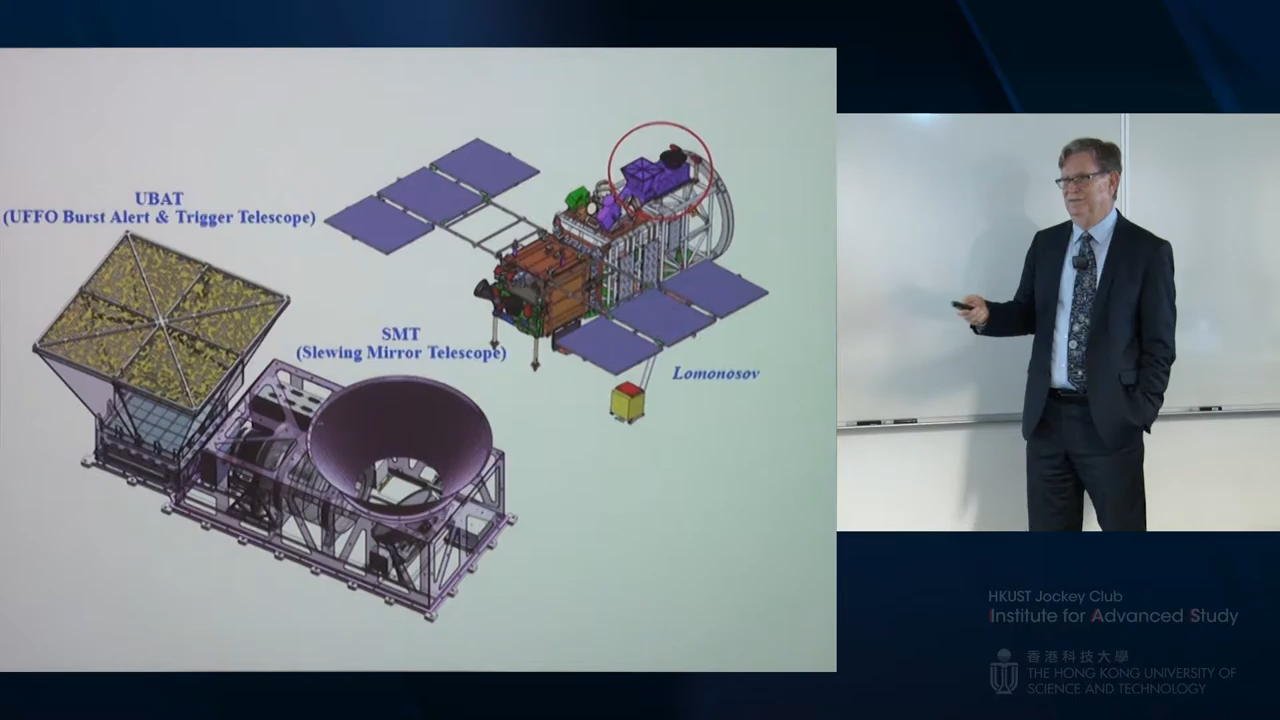 UBAT
(UFFO Burst Alert & Trigger Telescope)
SMT
(Slewing Mirror Telescope)
Lomonosov
HKUST Jockey Club
Institute for Advanced Study
香港科技大學
THE HONG KONG UNIVERSITY OF
SCIENCE AND TECHNOLOGY